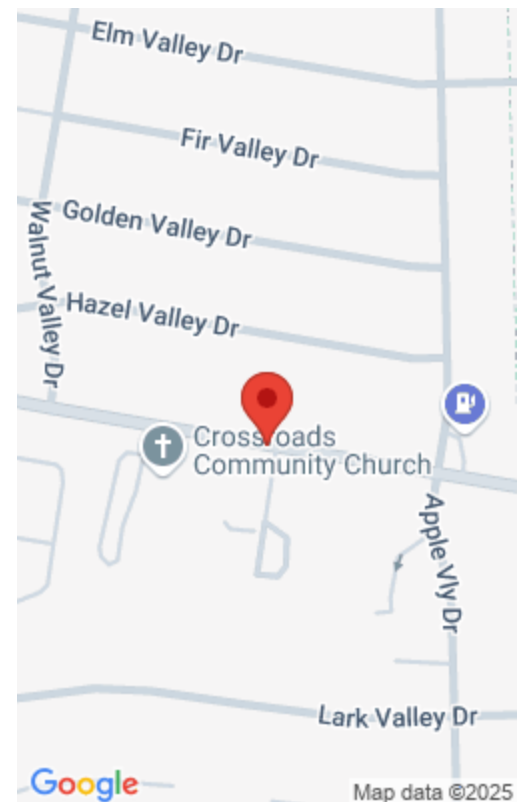 Elm Valley Dr
Fir Valley Dr
Golden Valley Dr
Walnut Valley Dr
Hazel Valley Dr
Crossroads
Community Church
Apple Vly Dr
Lark Valley Dr
Google
Map data ©2025